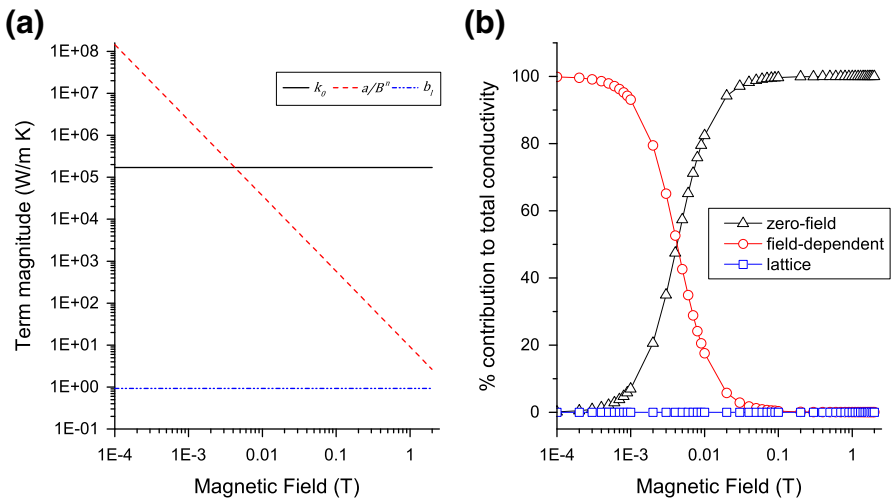 (a)
1E+08
1E+07
1E+06
1E+05
1E+04
1E+03
1E+02
1E+01
1E+00
1E-01
Term magnitude (W/m K)
k₀ a/Bⁿ b_l
1E-4 1E-3 0.01 0.1 1
Magnetic Field (T)
(b)
100
80
60
40
20
0
% contribution to total conductivity
zero-field
field-dependent
lattice
1E-4 1E-3 0.01 0.1 1
Magnetic Field (T)